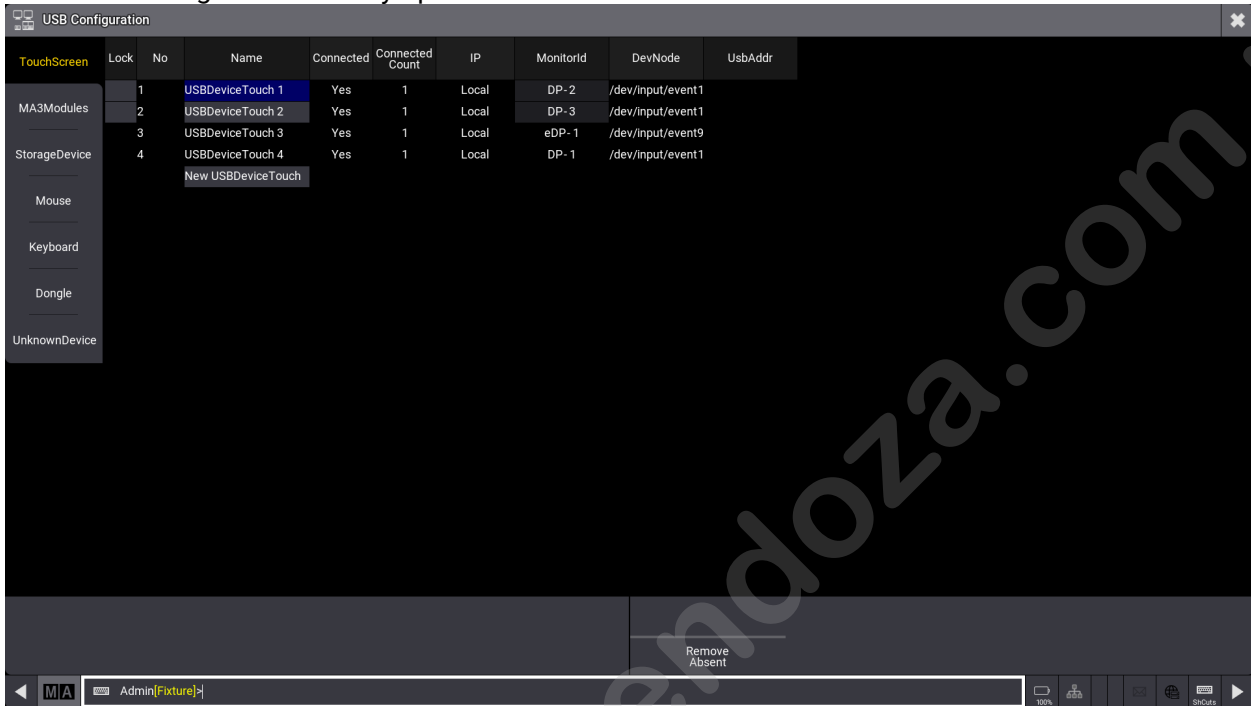 USB Configuration
TouchScreen
MA3Modules
StorageDevice
Mouse
Keyboard
Dongle
UnknownDevice
Lock No Name Connected Connected Count IP MonitorId DevNode UsbAddr
1 USBDeviceTouch 1 Yes 1 Local DP-2 /dev/input/event1
2 USBDeviceTouch 2 Yes 1 Local DP-3 /dev/input/event1
3 USBDeviceTouch 3 Yes 1 Local eDP-1 /dev/input/event9
4 USBDeviceTouch 4 Yes 1 Local DP-1 /dev/input/event1
New USBDeviceTouch
Remove
Absent
MA Admin[Fixture]>
100%
ShCuts
endoza.com